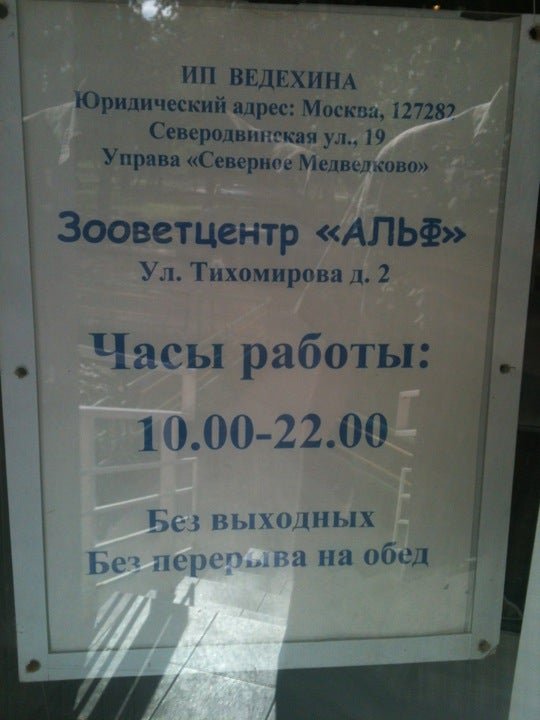 ИП ВЕДЕХИНА
Юридический адрес: Москва, 127282
Северодвинская ул., 19
Управа «Северное Медведково»
Зооветцентр «АЛЬФ»
Ул. Тихомирова д. 2
Часы работы:
10.00-22.00
Без выходных
Без перерыва на обед